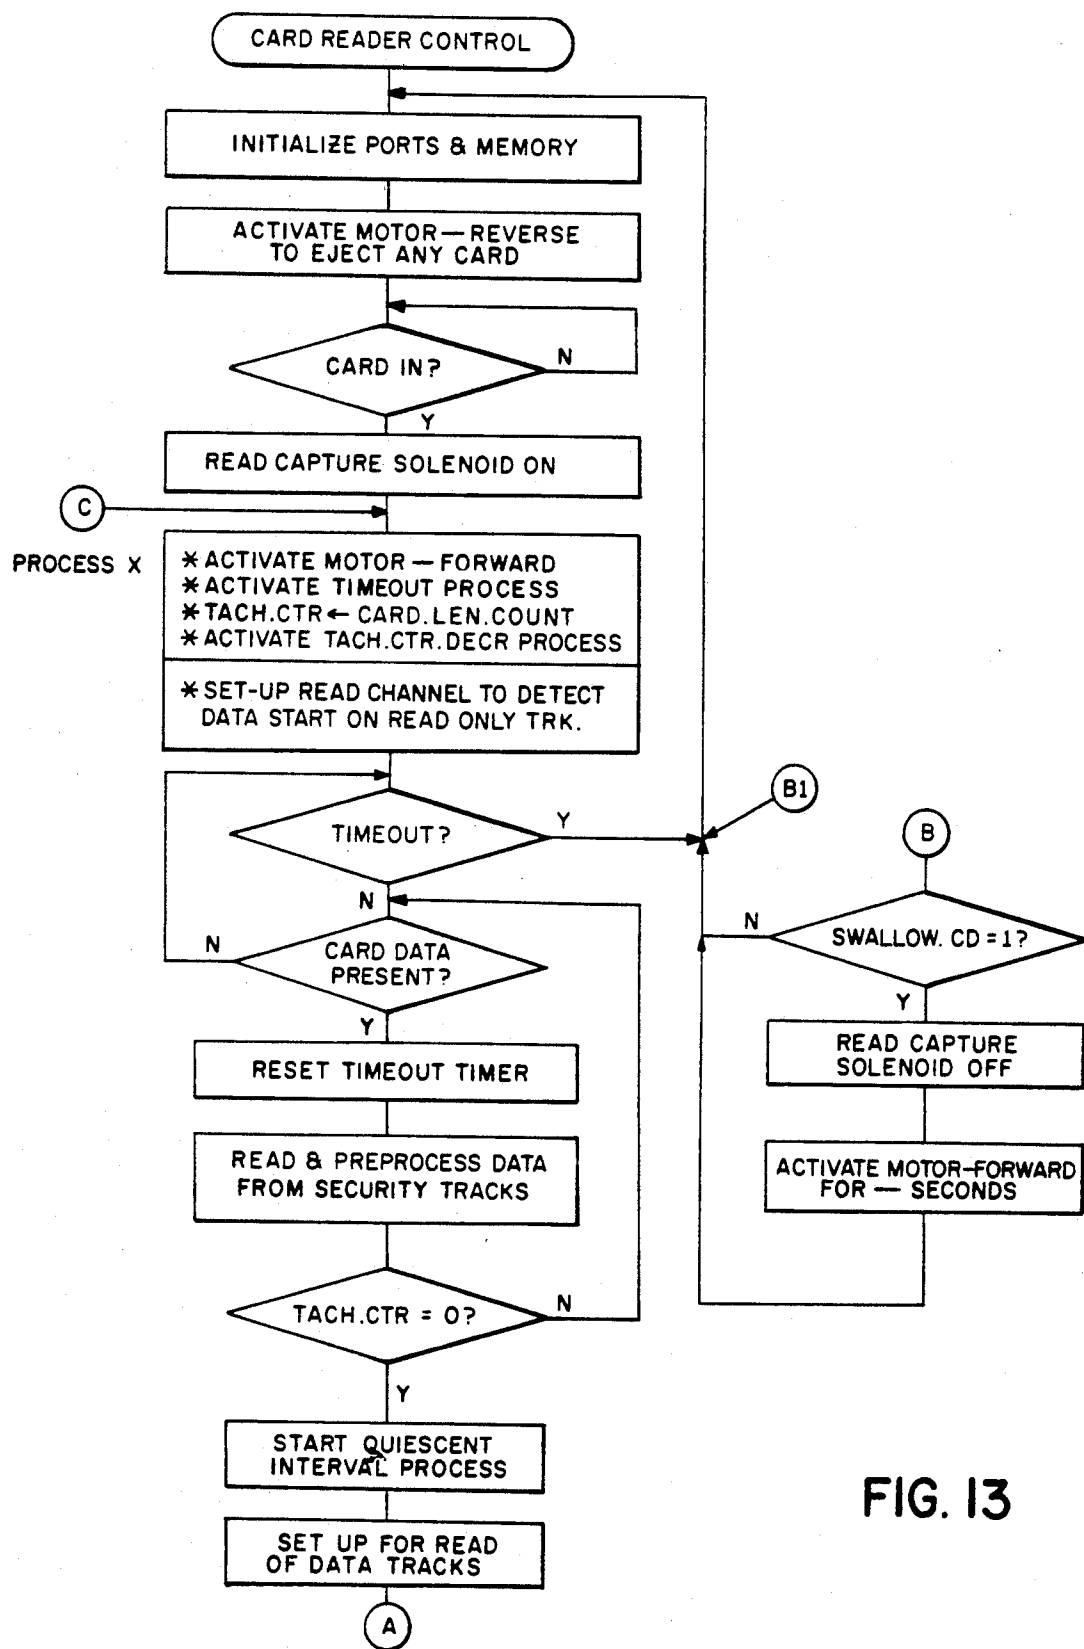 CARD READER CONTROL
INITIALIZE PORTS & MEMORY
ACTIVATE MOTOR—REVERSE
TO EJECT ANY CARD
CARD IN?
N
Y
READ CAPTURE SOLENOID ON
C
PROCESS X
*ACTIVATE MOTOR—FORWARD
*ACTIVATE TIMEOUT PROCESS
*TACH.CTR←CARD.LEN.COUNT
*ACTIVATE TACH.CTR.DECR PROCESS
*SET-UP READ CHANNEL TO DETECT
DATA START ON READ ONLY TRK.
TIMEOUT?
Y
N
B1
B
CARD DATA
PRESENT?
N
Y
SWALLOW. CD=1?
N
Y
RESET TIMEOUT TIMER
READ CAPTURE
SOLENOID OFF
READ & PREPROCESS DATA
FROM SECURITY TRACKS
ACTIVATE MOTOR-FORWARD
FOR — SECONDS
TACH.CTR = 0?
N
Y
START QUIESCENT
INTERVAL PROCESS
SET UP FOR READ
OF DATA TRACKS
A
FIG. 13